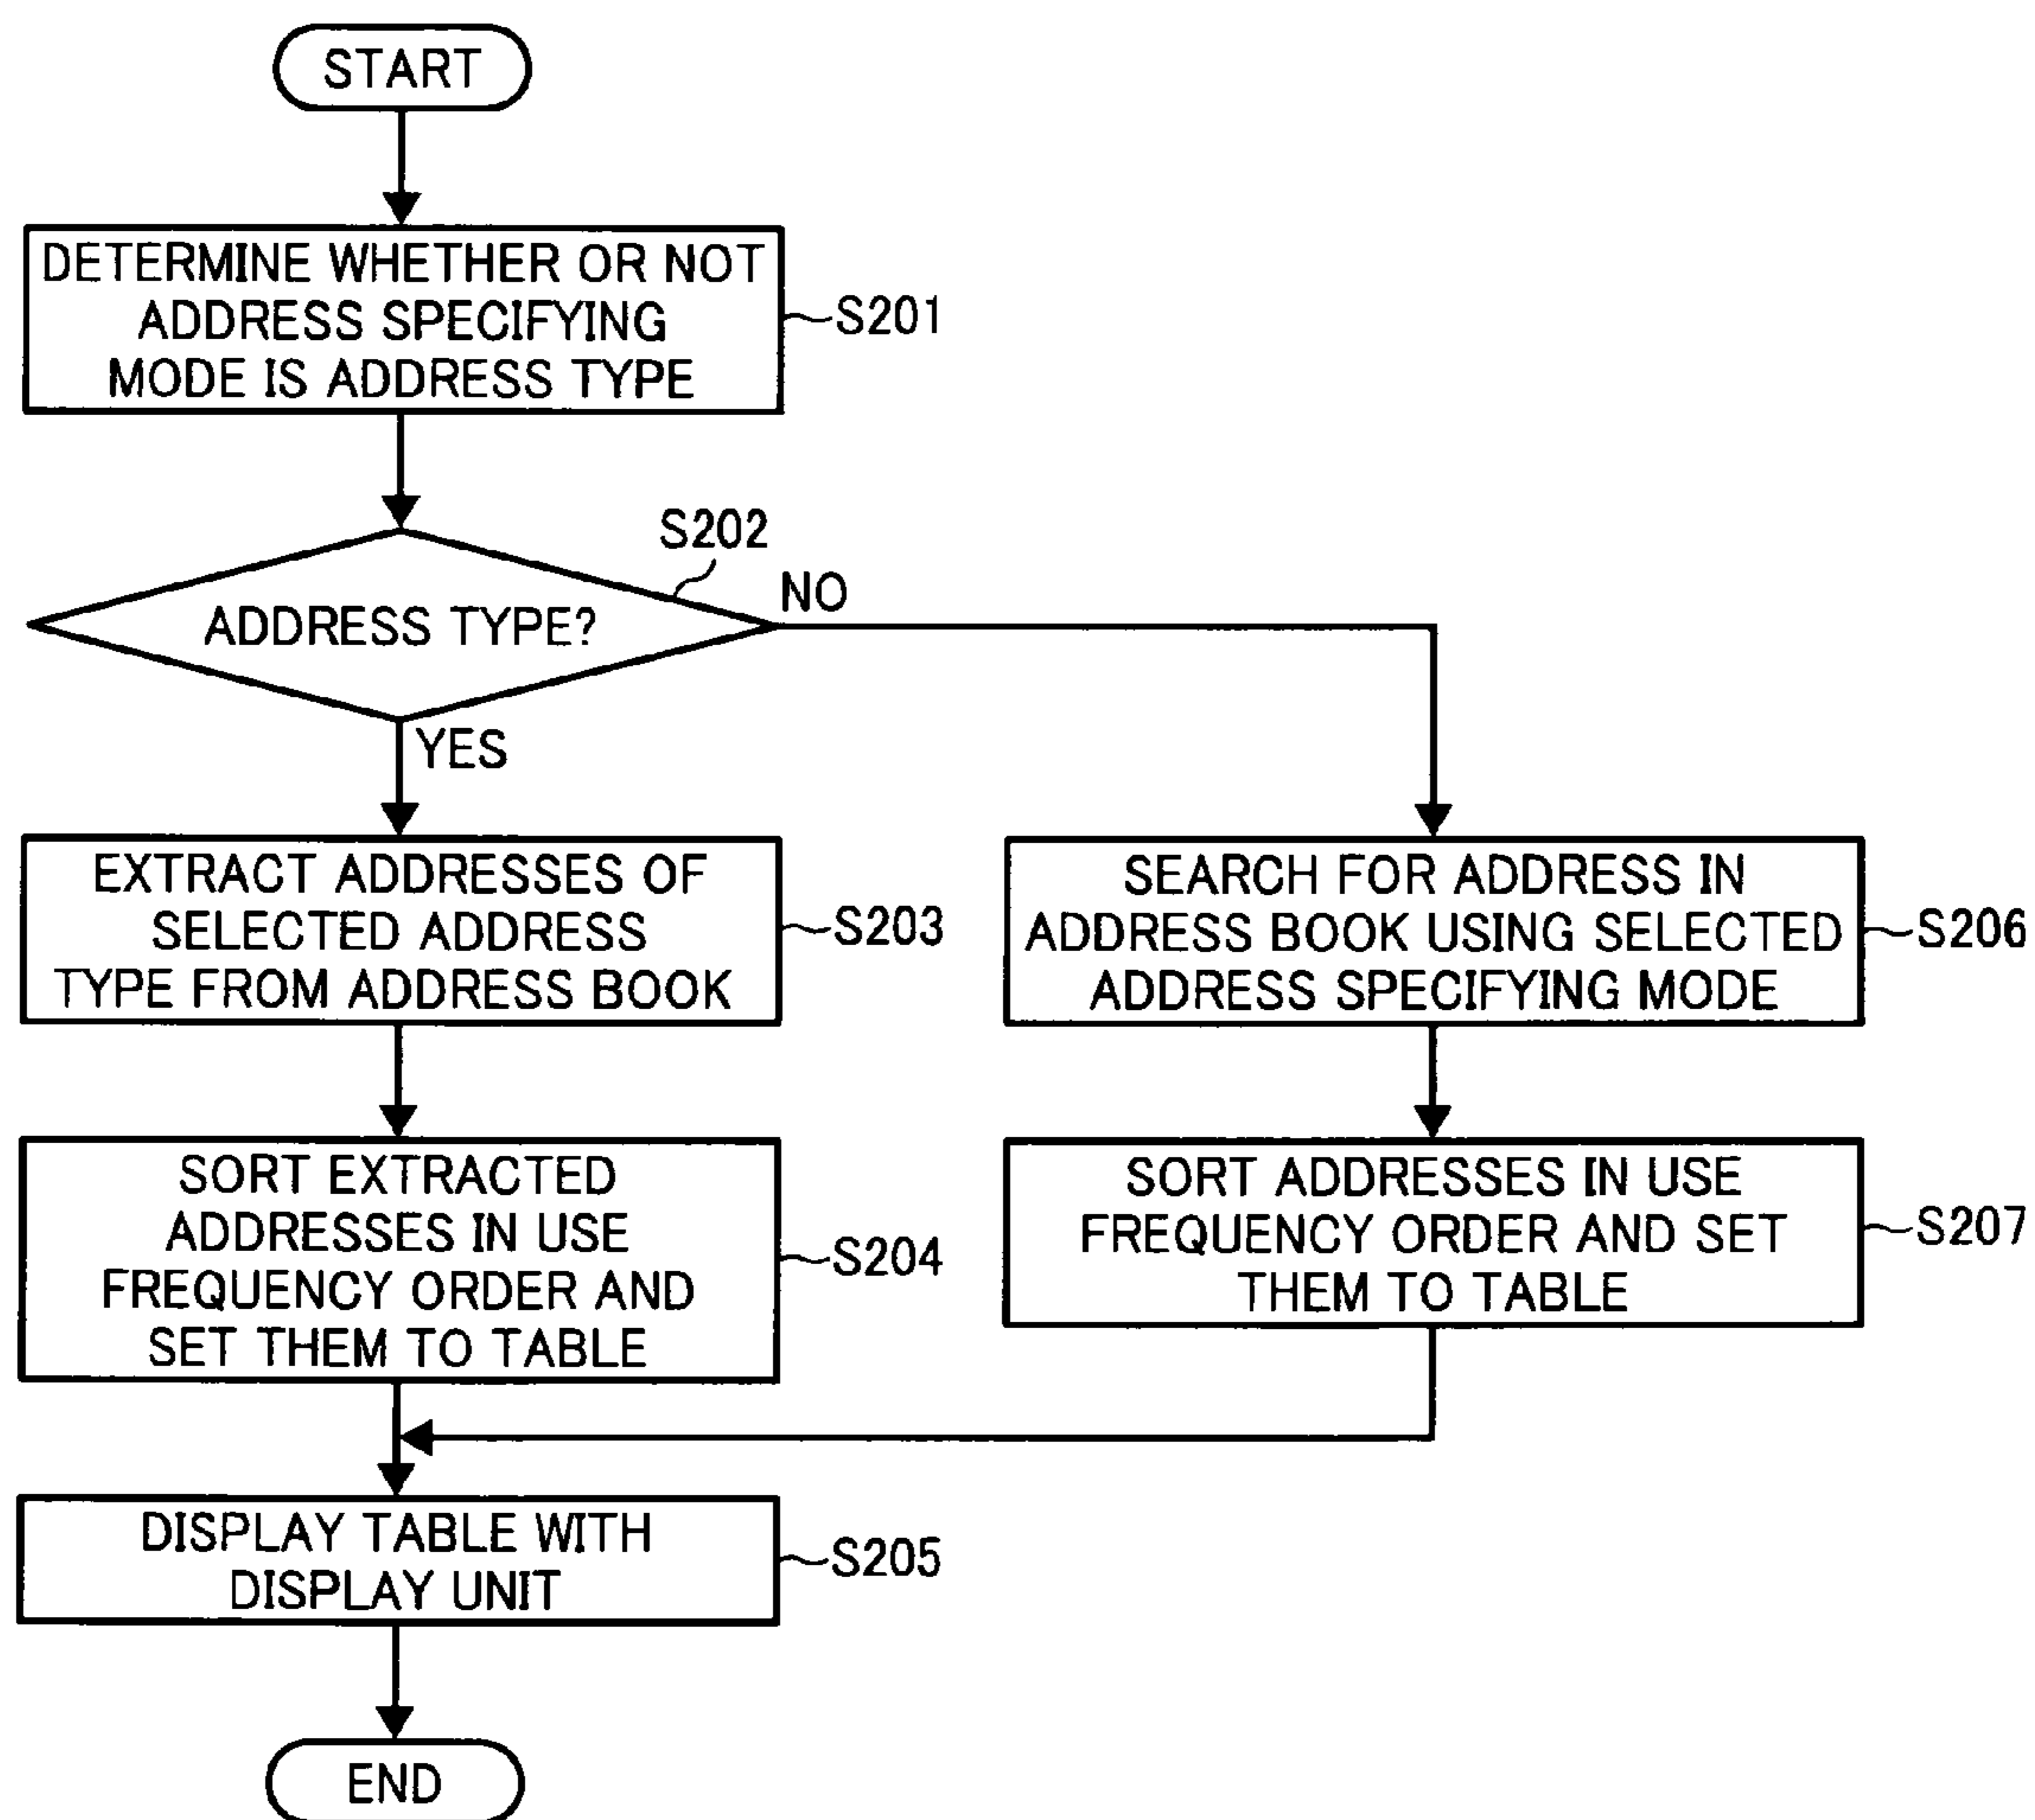 START
DETERMINE WHETHER OR NOT
ADDRESS SPECIFYING
MODE IS ADDRESS TYPE
S201
S202
ADDRESS TYPE?
NO
YES
EXTRACT ADDRESSES OF
SELECTED ADDRESS
TYPE FROM ADDRESS BOOK
S203
SEARCH FOR ADDRESS IN
ADDRESS BOOK USING SELECTED
ADDRESS SPECIFYING MODE
S206
SORT EXTRACTED
ADDRESSES IN USE
FREQUENCY ORDER AND
SET THEM TO TABLE
S204
SORT ADDRESSES IN USE
FREQUENCY ORDER AND SET
THEM TO TABLE
S207
DISPLAY TABLE WITH
DISPLAY UNIT
S205
END